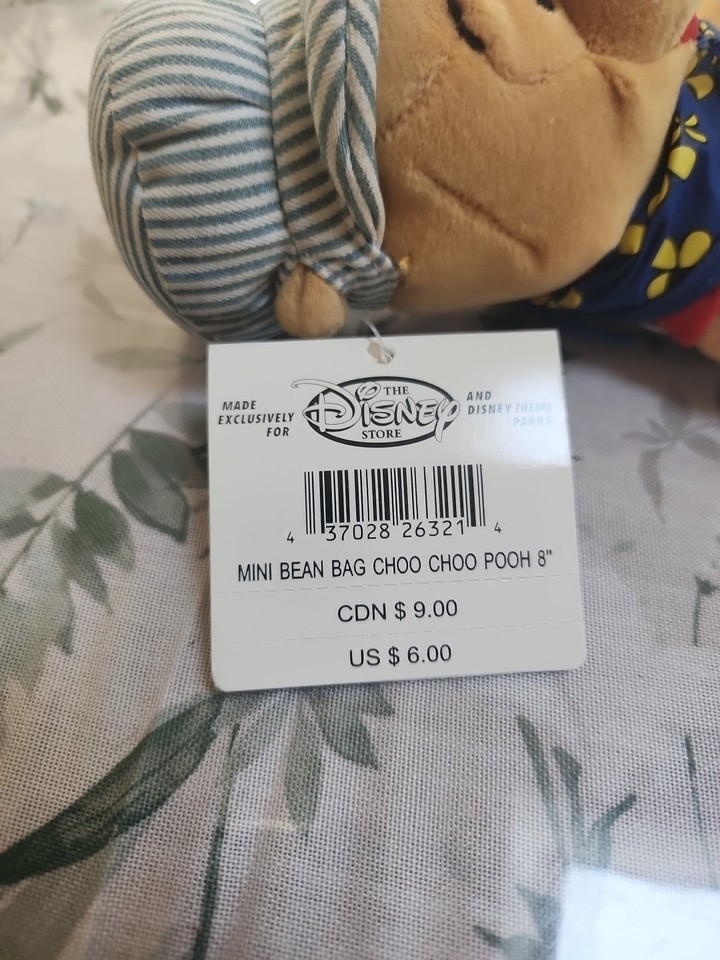 MADE
EXCLUSIVELY
FOR
THE
DISNEY
STORE
AND
DISNEY THEME
PARKS
4 37028 26321 4
MINI BEAN BAG CHOO CHOO POOH 8"
CDN $ 9.00
US $ 6.00